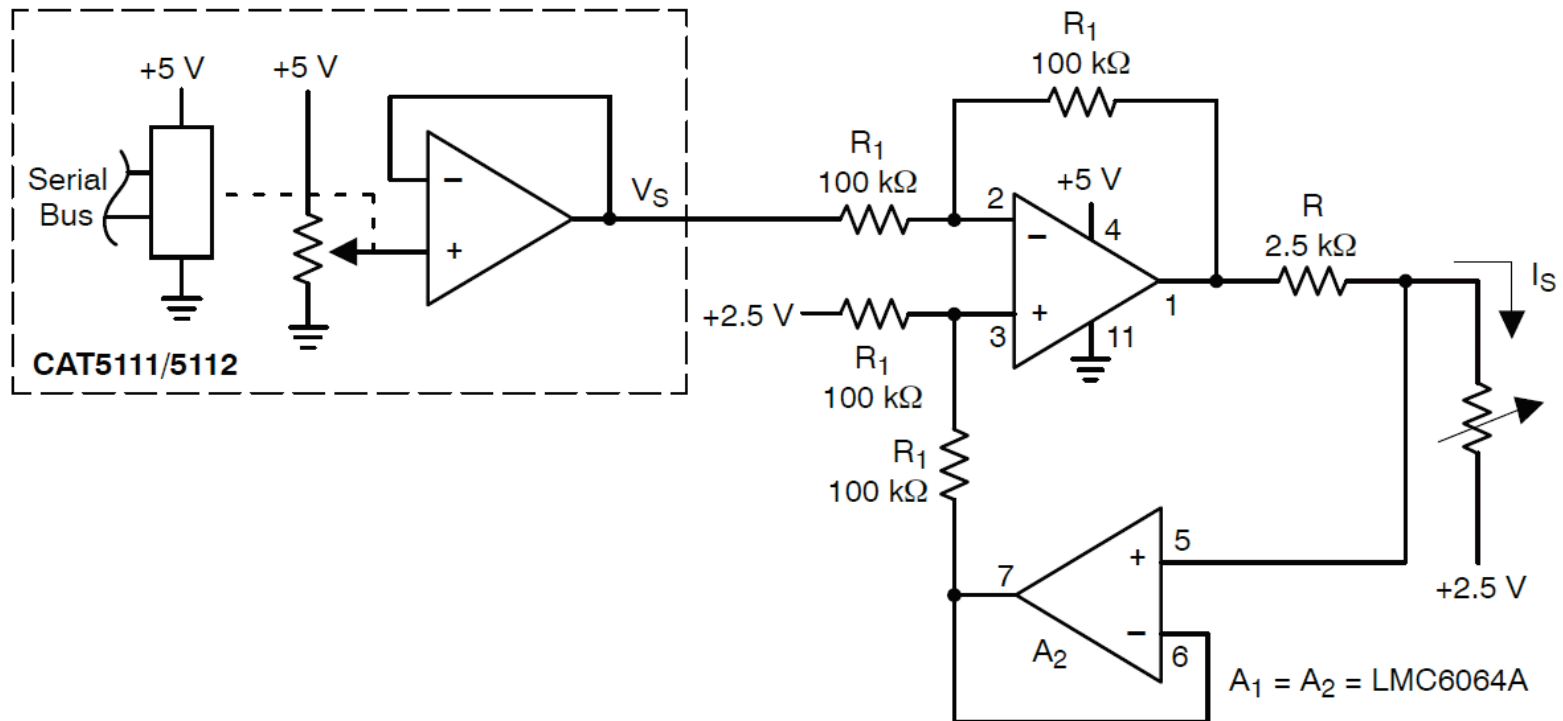 +5 V
+5 V
Serial
Bus
V_S
CAT5111/5112
R₁
100 kΩ
R₁
100 kΩ
2
+5 V
4
−
+
−
+
3
11
1
+2.5 V
R₁
100 kΩ
R
2.5 kΩ
I_S
R₁
100 kΩ
7
5
+
−
6
A₂
+2.5 V
A₁ = A₂ = LMC6064A